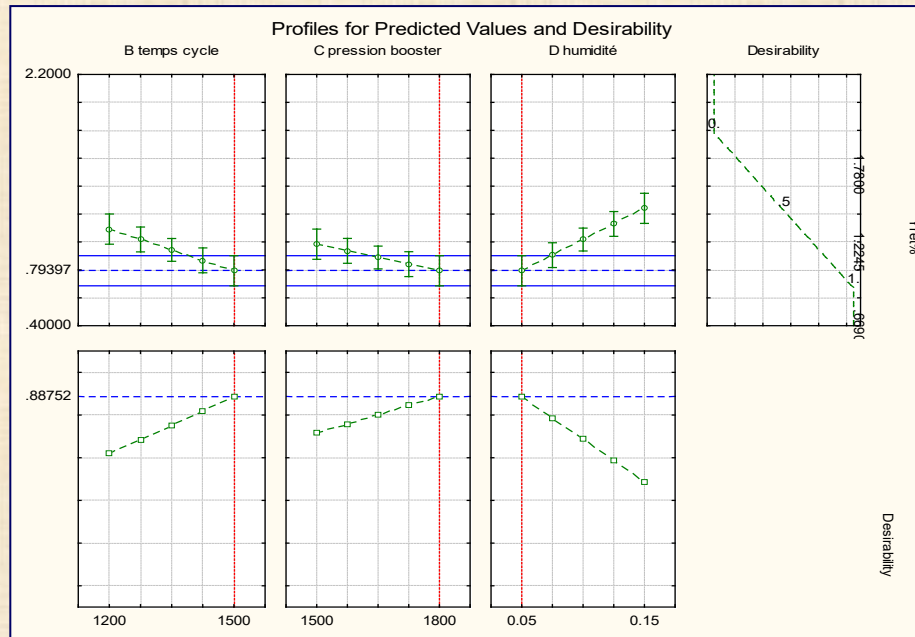 Profiles for Predicted Values and Desirability
B temps cycle
C pression booster
D humidité
Desirability
2.2000
.79397
.40000
0.
.5
1.
1.7800
1.2245
.6690
.88752
Desirability
1200
1500
1500
1800
0.05
0.15